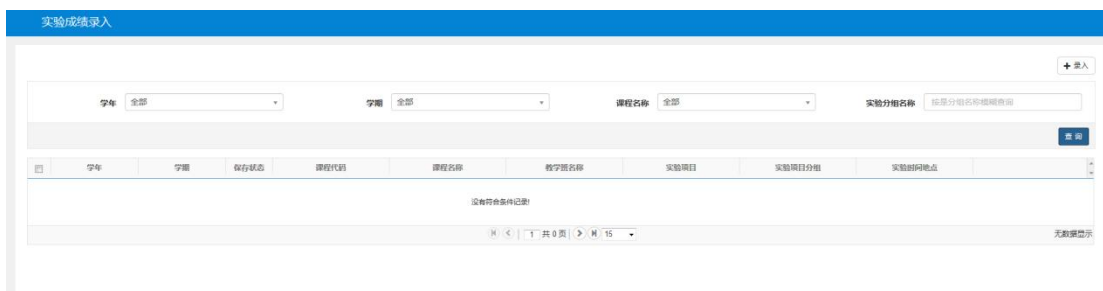 实验成绩录入
录入
学年 全部 学期 全部 课程名称 全部 实验分组名称 按是分组名称模糊查询
查 询
学年 学期 保存状态 课程代码 课程名称 教学班名称 实验项目 实验项目分组 实验时间地点
没有符合条件记录!
1 共 0 页 15 无数据显示